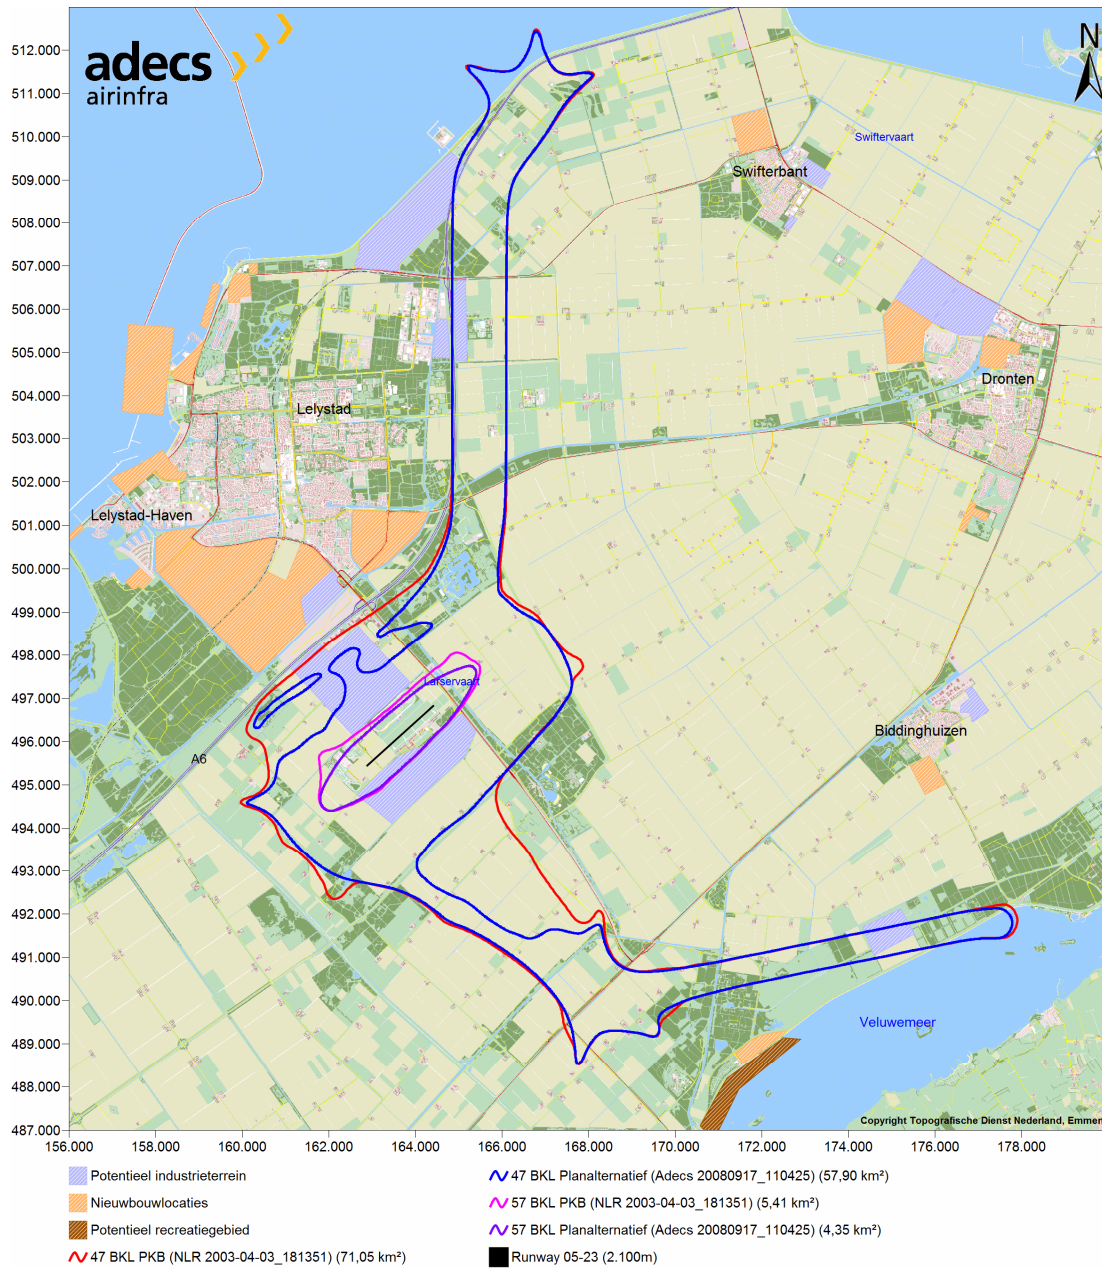 adecs
airinfra
N
512.000
511.000
510.000
509.000
508.000
507.000
506.000
505.000
504.000
503.000
502.000
501.000
500.000
499.000
498.000
497.000
496.000
495.000
494.000
493.000
492.000
491.000
490.000
489.000
488.000
487.000
Swiftervaart
Swifterbant
Dronten
Lelystad
Lelystad-Haven
Larservaart
Biddinghuizen
A6
Veluwemeer
Copyright Topografische Dienst Nederland, Emmen
156.000 158.000 160.000 162.000 164.000 166.000 168.000 170.000 172.000 174.000 176.000 178.000
Potentieel industrieterrein
Nieuwbouwlocaties
Potentieel recreatiegebied
47 BKL PKB (NLR 2003-04-03_181351) (71,05 km²)
47 BKL Planalternatief (Adecs 20080917_110425) (57,90 km²)
57 BKL PKB (NLR 2003-04-03_181351) (5,41 km²)
57 BKL Planalternatief (Adecs 20080917_110425) (4,35 km²)
Runway 05-23 (2.100m)